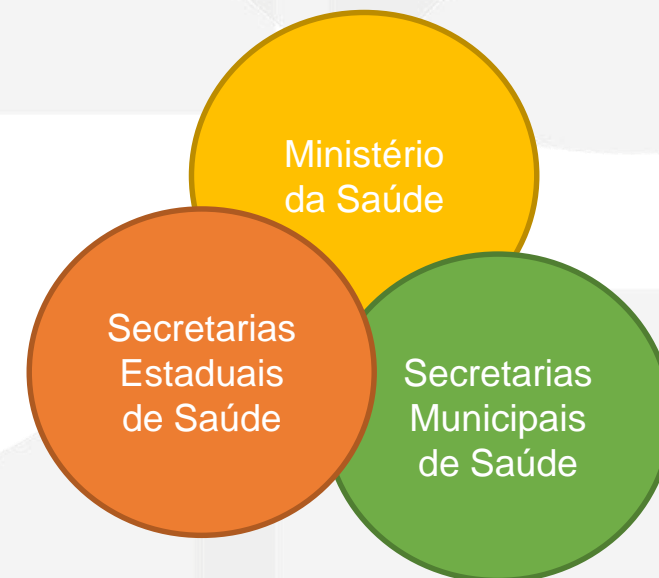 Ministério
da Saúde
Secretarias
Estaduais
de Saúde
Secretarias
Municipais
de Saúde